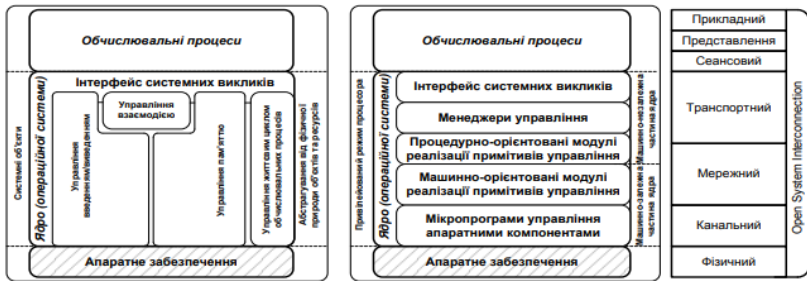 Обчислювальні процеси
Системні об'єкти
Ядро (операційної системи)
Інтерфейс системних викликів
Управління
введенням/виведенням
Управління
взаємодією
Управління пам'яттю
Управління життєвим циклом
обчислювальних процесів
Абстрагування від фізичної
природи об'єктів та ресурсів
Апаратне забезпечення
Обчислювальні процеси
Привілейований режим процесора
Ядро (операційної системи)
Інтерфейс системних викликів
Менеджери управління
Процедурно-орієнтовані модулі
реалізації примітивів управління
Машинно-орієнтовані модулі
реалізації примітивів управління
Мікропрограми управління
апаратними компонентами
Машинно-незалежна
частина ядра
Машинно-залежна
частина ядра
Апаратне забезпечення
Прикладний
Представлення
Сеансовий
Транспортний
Мережний
Канальний
Фізичний
Open System Interconnection